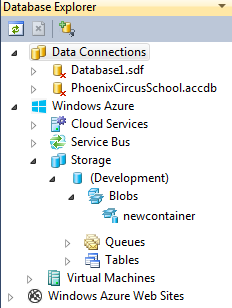 Database Explorer
Data Connections
Database1.sdf
PhoenixCircusSchool.accdb
Windows Azure
Cloud Services
Service Bus
Storage
(Development)
Blobs
newcontainer
Queues
Tables
Virtual Machines
Windows Azure Web Sites